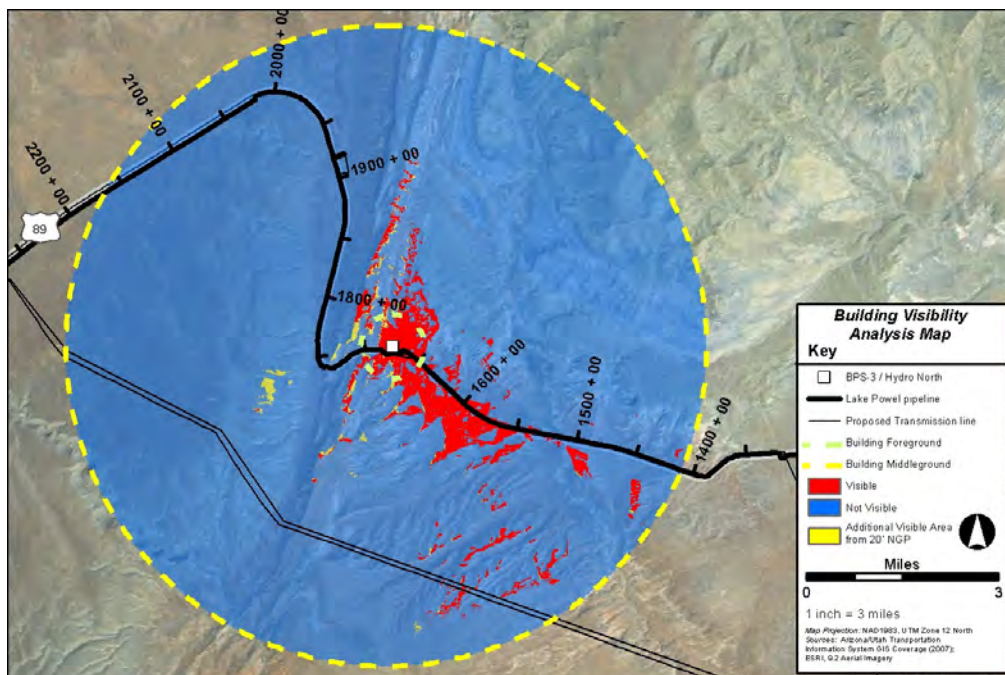 2000 + 00
2100 + 00
2200 + 00
1900 + 00
89
1800 + 00
1600 + 00
1500 + 00
1400 + 00
Building Visibility
Analysis Map
Key
BPS-3 / Hydro North
Lake Powel pipeline
Proposed Transmission line
Building Foreground
Building Middleground
Visible
Not Visible
Additional Visible Area
from 20' NGP
Miles
0 3
1 inch = 3 miles
Map Projection: NAD1983, UTM Zone 12 North
Sources: Arizona/Utah Transportation
Information System GIS Coverage (2007);
ESRI, G2 Aerial Imagery